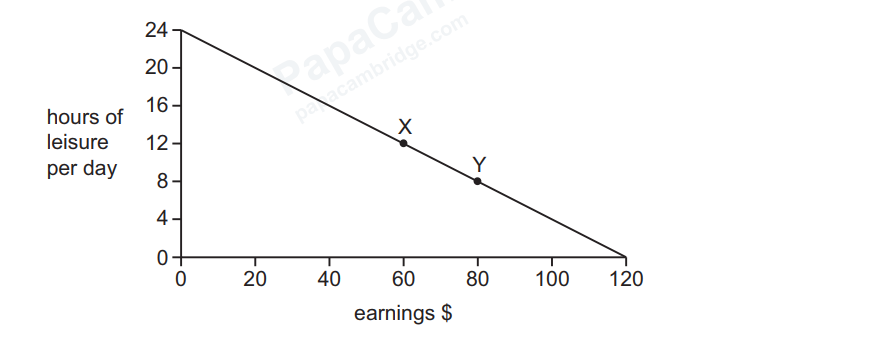 PapaCam
papacambridge.com
24
20
16
12
8
4
0
hours of
leisure
per day
X
Y
0 20 40 60 80 100 120
earnings $